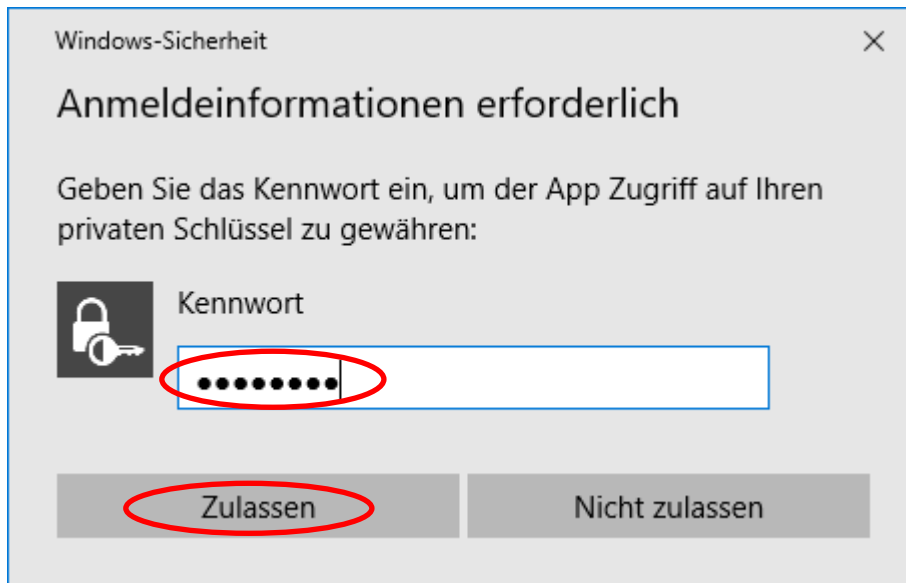 Windows-Sicherheit
Anmeldeinformationen erforderlich
Geben Sie das Kennwort ein, um der App Zugriff auf Ihren
privaten Schlüssel zu gewähren:
Kennwort
●●●●●●●●
Zulassen
Nicht zulassen